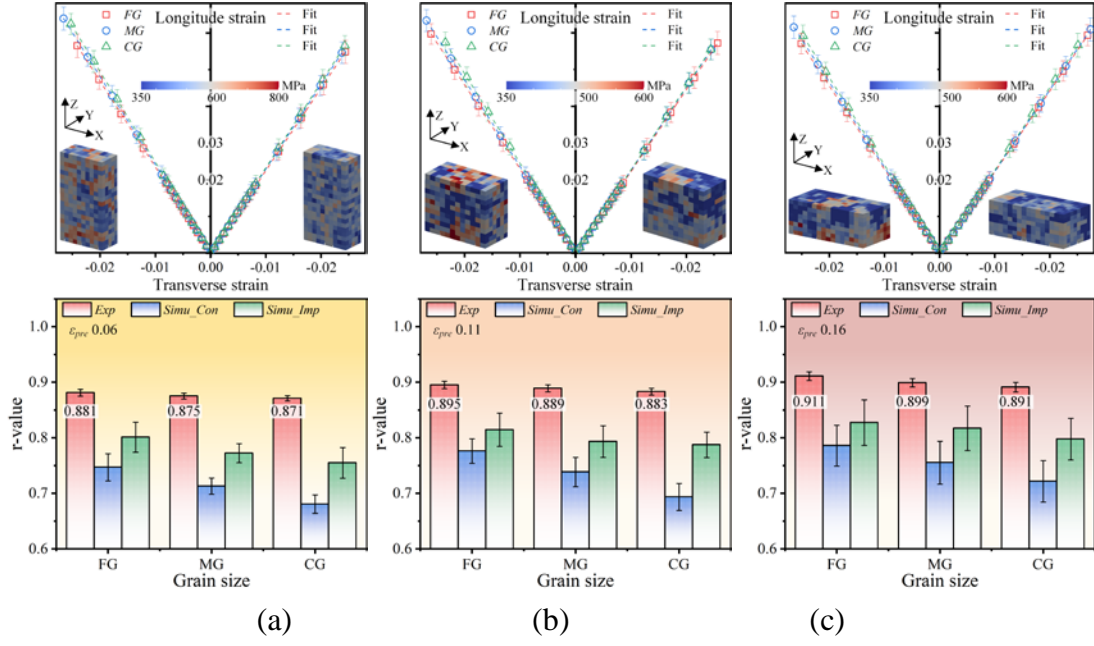 Longitude strain
FG Fit
MG Fit
CG Fit
MPa
350 600 800
Z
Y
X
0.03
0.02
-0.02 -0.01 0.00 -0.01 -0.02
Transverse strain
Longitude strain
FG Fit
MG Fit
CG Fit
MPa
350 500 600
Z
Y
X
0.03
0.02
-0.02 -0.01 0.00 -0.01 -0.02
Transverse strain
Longitude strain
FG Fit
MG Fit
CG Fit
MPa
350 500 600
Z
Y
X
0.03
0.02
-0.02 -0.01 0.00 -0.01 -0.02
Transverse strain
Exp Simu_Con Simu_Imp
εpre 0.06
1.0
0.9
0.8
0.7
0.6
r-value
0.881 0.875 0.871
FG MG CG
Grain size
Exp Simu_Con Simu_Imp
εpre 0.11
1.0
0.9
0.8
0.7
0.6
r-value
0.895 0.889 0.883
FG MG CG
Grain size
Exp Simu_Con Simu_Imp
εpre 0.16
1.0
0.9
0.8
0.7
0.6
r-value
0.911 0.899 0.891
FG MG CG
Grain size
(a) (b) (c)